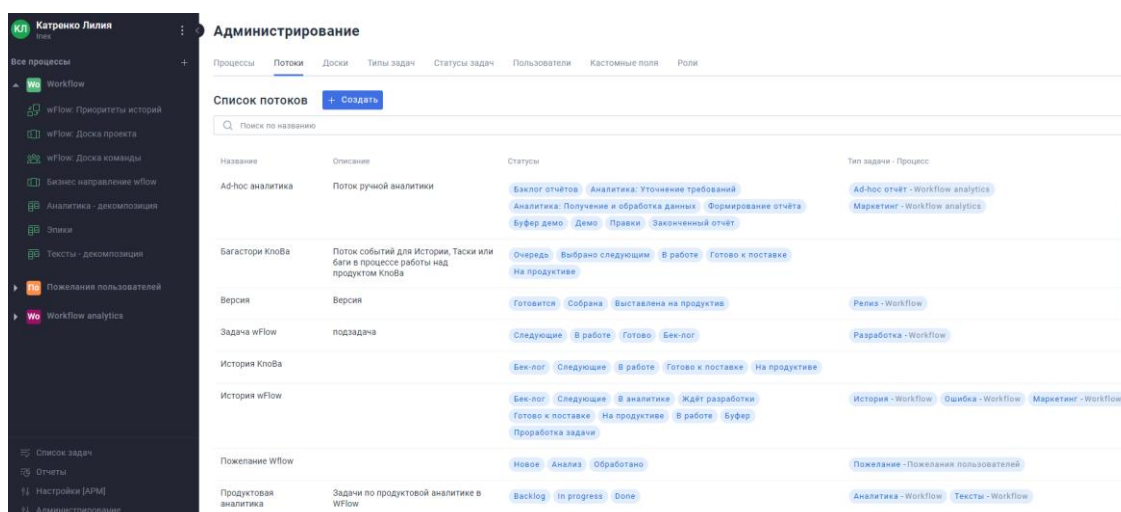 КЛ Катренко Лилия
Inex
Все процессы +
Wo Workflow
wFlow: Приоритеты историй
wFlow: Доска проекта
wFlow: Доска команды
Бизнес направление wflow
Аналитика - декомпозиция
Эпики
Тексты - декомпозиция
По Пожелания пользователей
Wo Workflow analytics
Список задач
Отчеты
Настройки [APM]
Администрирование
Администрирование
Процессы Потоки Доски Типы задач Статусы задач Пользователи Кастомные поля Роли
Список потоков + Создать
Поиск по названию
Название Описание Статусы Тип задачи - Процесс
Ad-hoc аналитика Поток ручной аналитики Бэклог отчётов Аналитика: Уточнение требований Ad-hoc отчёт - Workflow analytics
Аналитика: Получение и обработка данных Формирование отчёта Маркетинг - Workflow analytics
Буфер демо Демо Правки Законченный отчёт
Багастори KnoBa Поток событий для Истории, Таски или Очередь Выбрано следующим В работе Готово к поставке
баги в процессе работы над На продуктиве
продуктом KnoBa
Версия Версия Готовится Собрана Выставлена на продуктив Релиз - Workflow
Задача wFlow подзадача Следующие В работе Готово Бек-лог Разработка - Workflow
История KnoBa Бек-лог Следующие В работе Готово к поставке На продуктиве
История wFlow Бек-лог Следующие В аналитике Ждёт разработки История - Workflow Ошибка - Workflow Маркетинг - Workflow
Готово к поставке На продуктиве В работе Буфер
Проработка задачи
Пожелание Wflow Новое Анализ Обработано Пожелание - Пожелания пользователей
Продуктовая Задачи по продуктовой аналитике в Backlog In progress Done Аналитика - Workflow Тексты - Workflow
аналитика WFlow